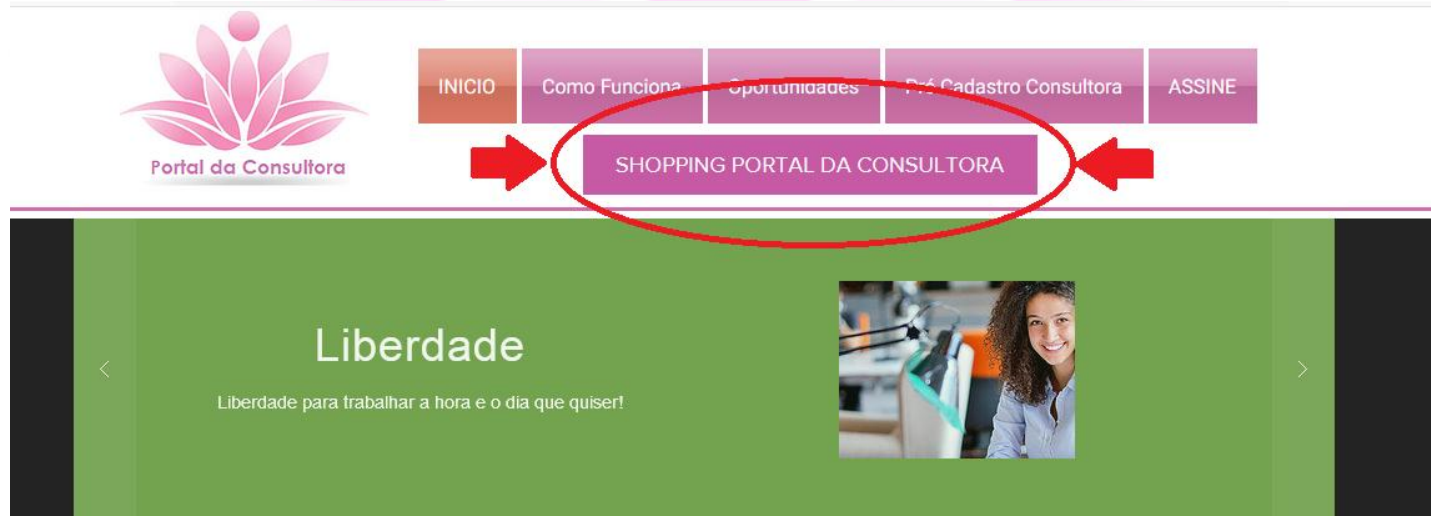 INICIO
Como Funciona
Oportunidades
Pré Cadastro Consultora
ASSINE
Portal da Consultora
SHOPPING PORTAL DA CONSULTORA
Liberdade
Liberdade para trabalhar a hora e o dia que quiser!